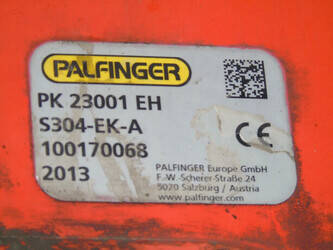 PALFINGER
PK 23001 EH
S304-EK-A
100170068
2013
CE
PALFINGER Europe GmbH
F.-W.-Scherer-Straße 24
5020 Salzburg / Austria
www.palfinger.com